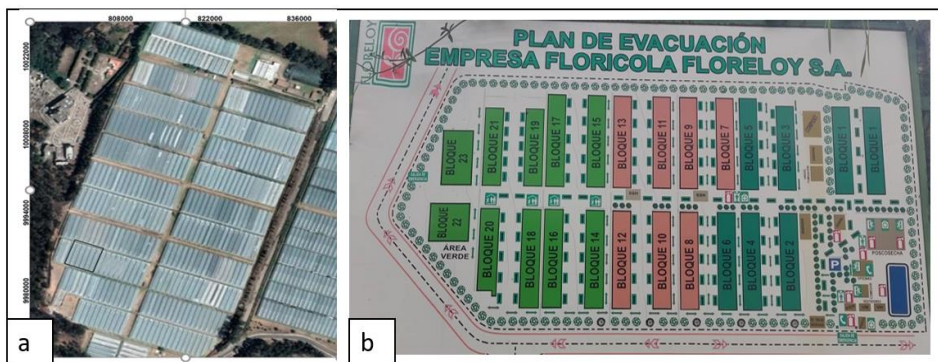 808000 822000 836000
10022000
10008000
9994000
9980000
a
FLORELOY
PLAN DE EVACUACIÓN
EMPRESA FLORICOLA FLORELOY S.A.
BLOQUE 23
BLOQUE 21
BLOQUE 19
BLOQUE 17
BLOQUE 15
BLOQUE 13
BLOQUE 11
BLOQUE 9
BLOQUE 7
BLOQUE 5
BLOQUE 3
BLOQUE 1
BLOQUE 1
BLOQUE
22
ÁREA
VERDE
BLOQUE 20
BLOQUE 18
BLOQUE 16
BLOQUE 14
BLOQUE 12
BLOQUE 10
BLOQUE 8
BLOQUE 6
BLOQUE 4
BLOQUE 2
P
POSCOSECHA
b